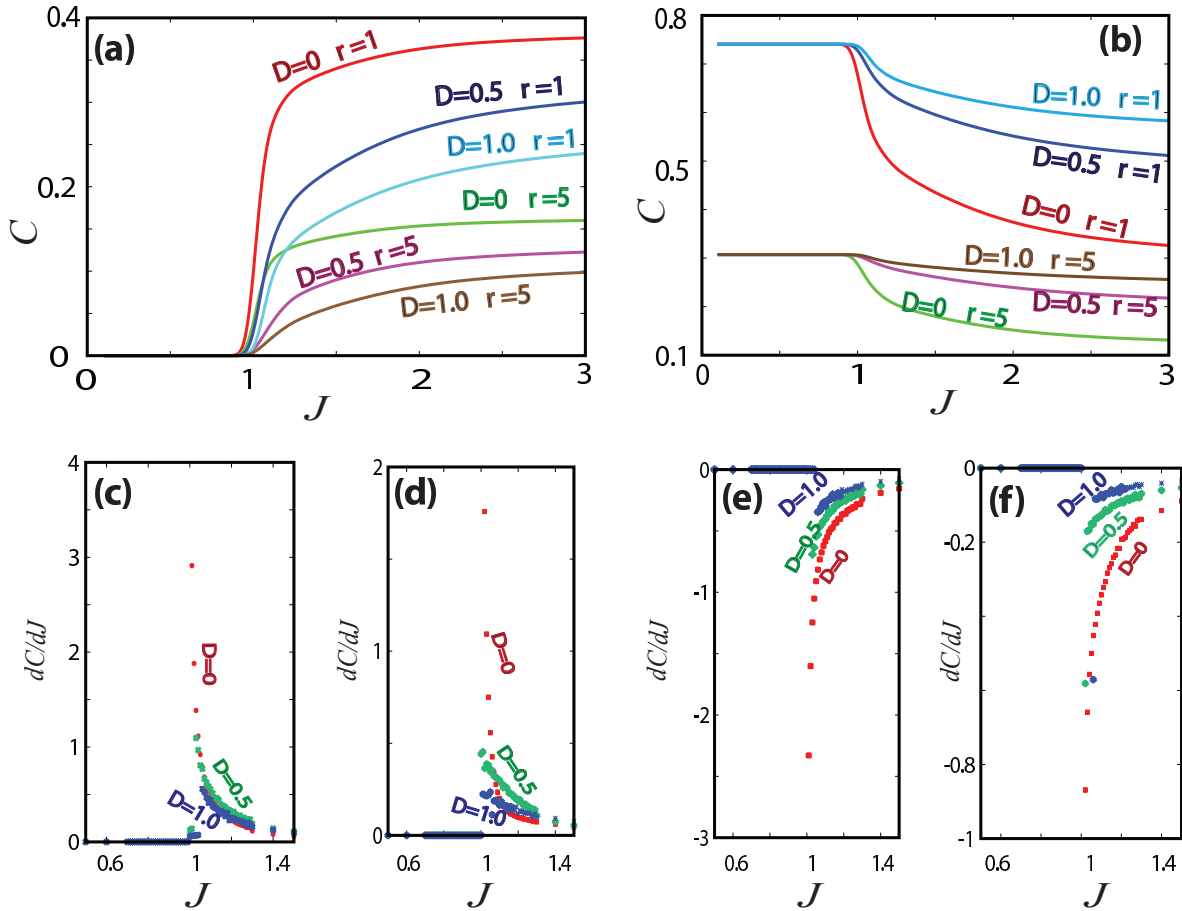 (a)
0.4
0.2
0
C
D=0 r=1
D=0.5 r=1
D=1.0 r=1
D=0 r=5
D=0.5 r=5
D=1.0 r=5
0 1 2 3
J
(b)
0.8
0.5
0.1
C
D=1.0 r=1
D=0.5 r=1
D=0 r=1
D=1.0 r=5
D=0.5 r=5
D=0 r=5
0 1 2 3
J
(c)
4
3
2
1
0
dC/dJ
D=0
D=0.5
D=1.0
0.6 1 1.4
J
(d)
2
1
0
dC/dJ
D=0
D=0.5
D=1.0
0.6 1 1.4
J
(e)
0
-1
-2
-3
dC/dJ
D=1.0
D=0.5
D=0
0.6 1 1.4
J
(f)
0
-0.2
-0.8
-1
dC/dJ
D=1.0
D=0.5
D=0
0.6 1 1.4
J